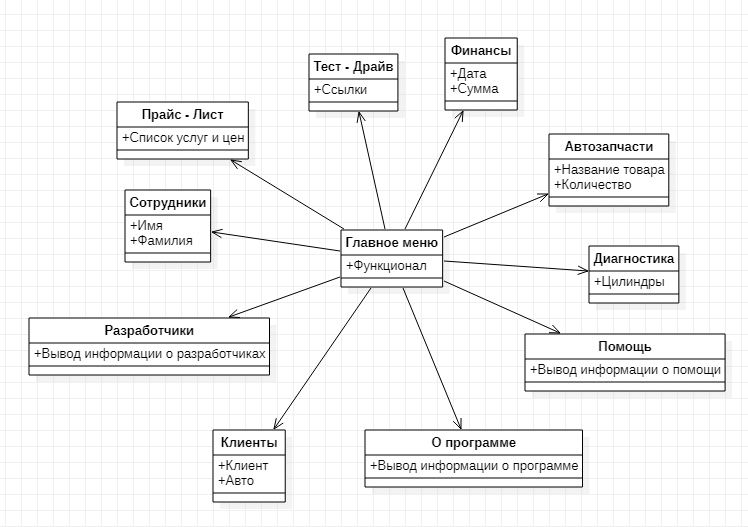 Финансы
+Дата
+Сумма
Тест - Драйв
+Ссылки
Прайс - Лист
+Список услуг и цен
Автозапчасти
+Название товара
+Количество
Сотрудники
+Имя
+Фамилия
Главное меню
+Функционал
Диагностика
+Цилиндры
Разработчики
+Вывод информации о разработчиках
Помощь
+Вывод информации о помощи
Клиенты
+Клиент
+Авто
О программе
+Вывод информации о программе